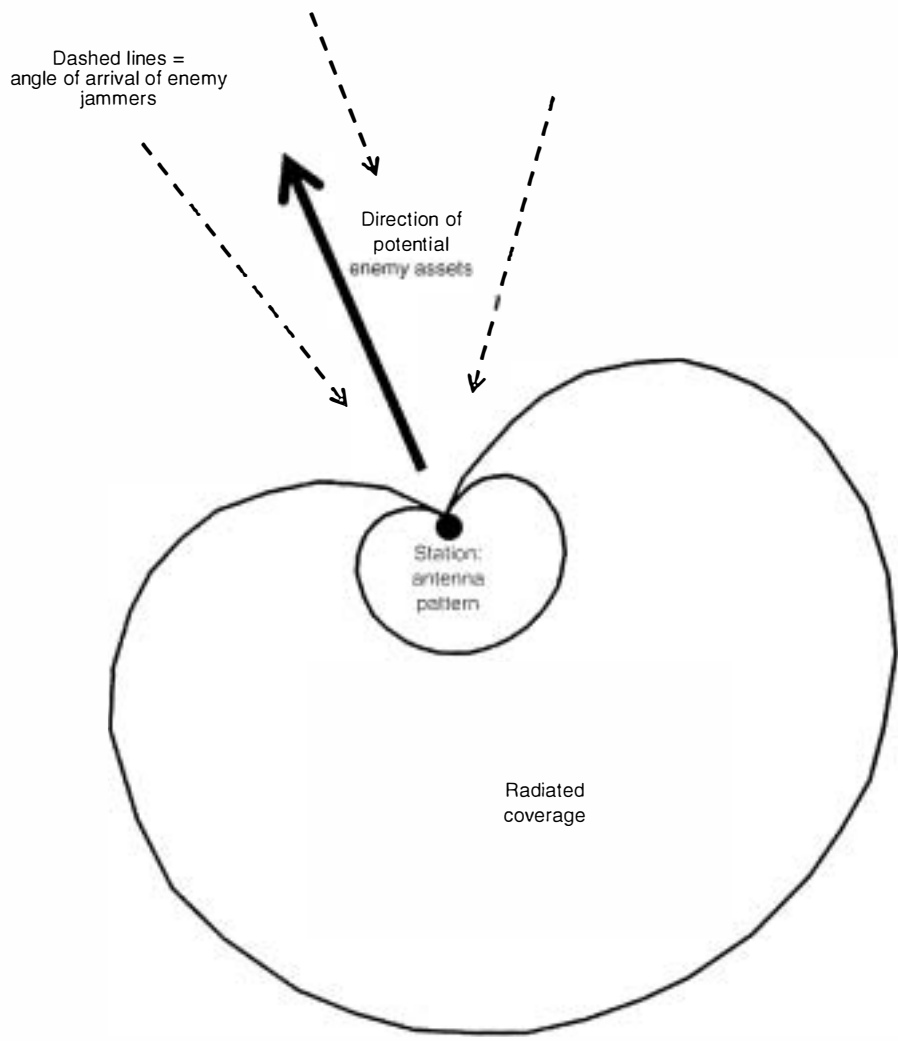 Dashed lines =
angle of arrival of enemy
jammers
Direction of
potential
enemy assets
Station:
antenna
pattern
Radiated
coverage